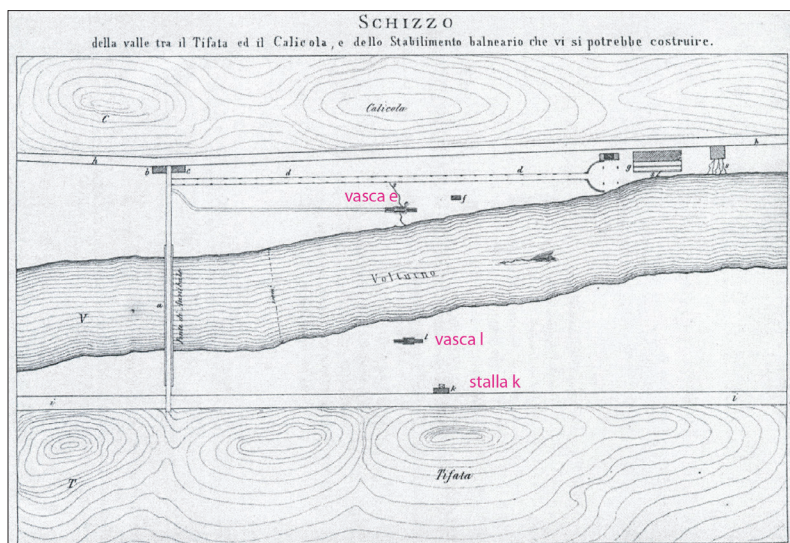 SCHIZZO
della valle tra il Tifata ed il Calicola, e dello Stabilimento balneario che vi si potrebbe costruire.
C
Calicola
h
h
b
c
d
d
g
vasca e
e
f
Volturno
V
a
l
vasca l
stalla k
k
i
i
T
Tifata